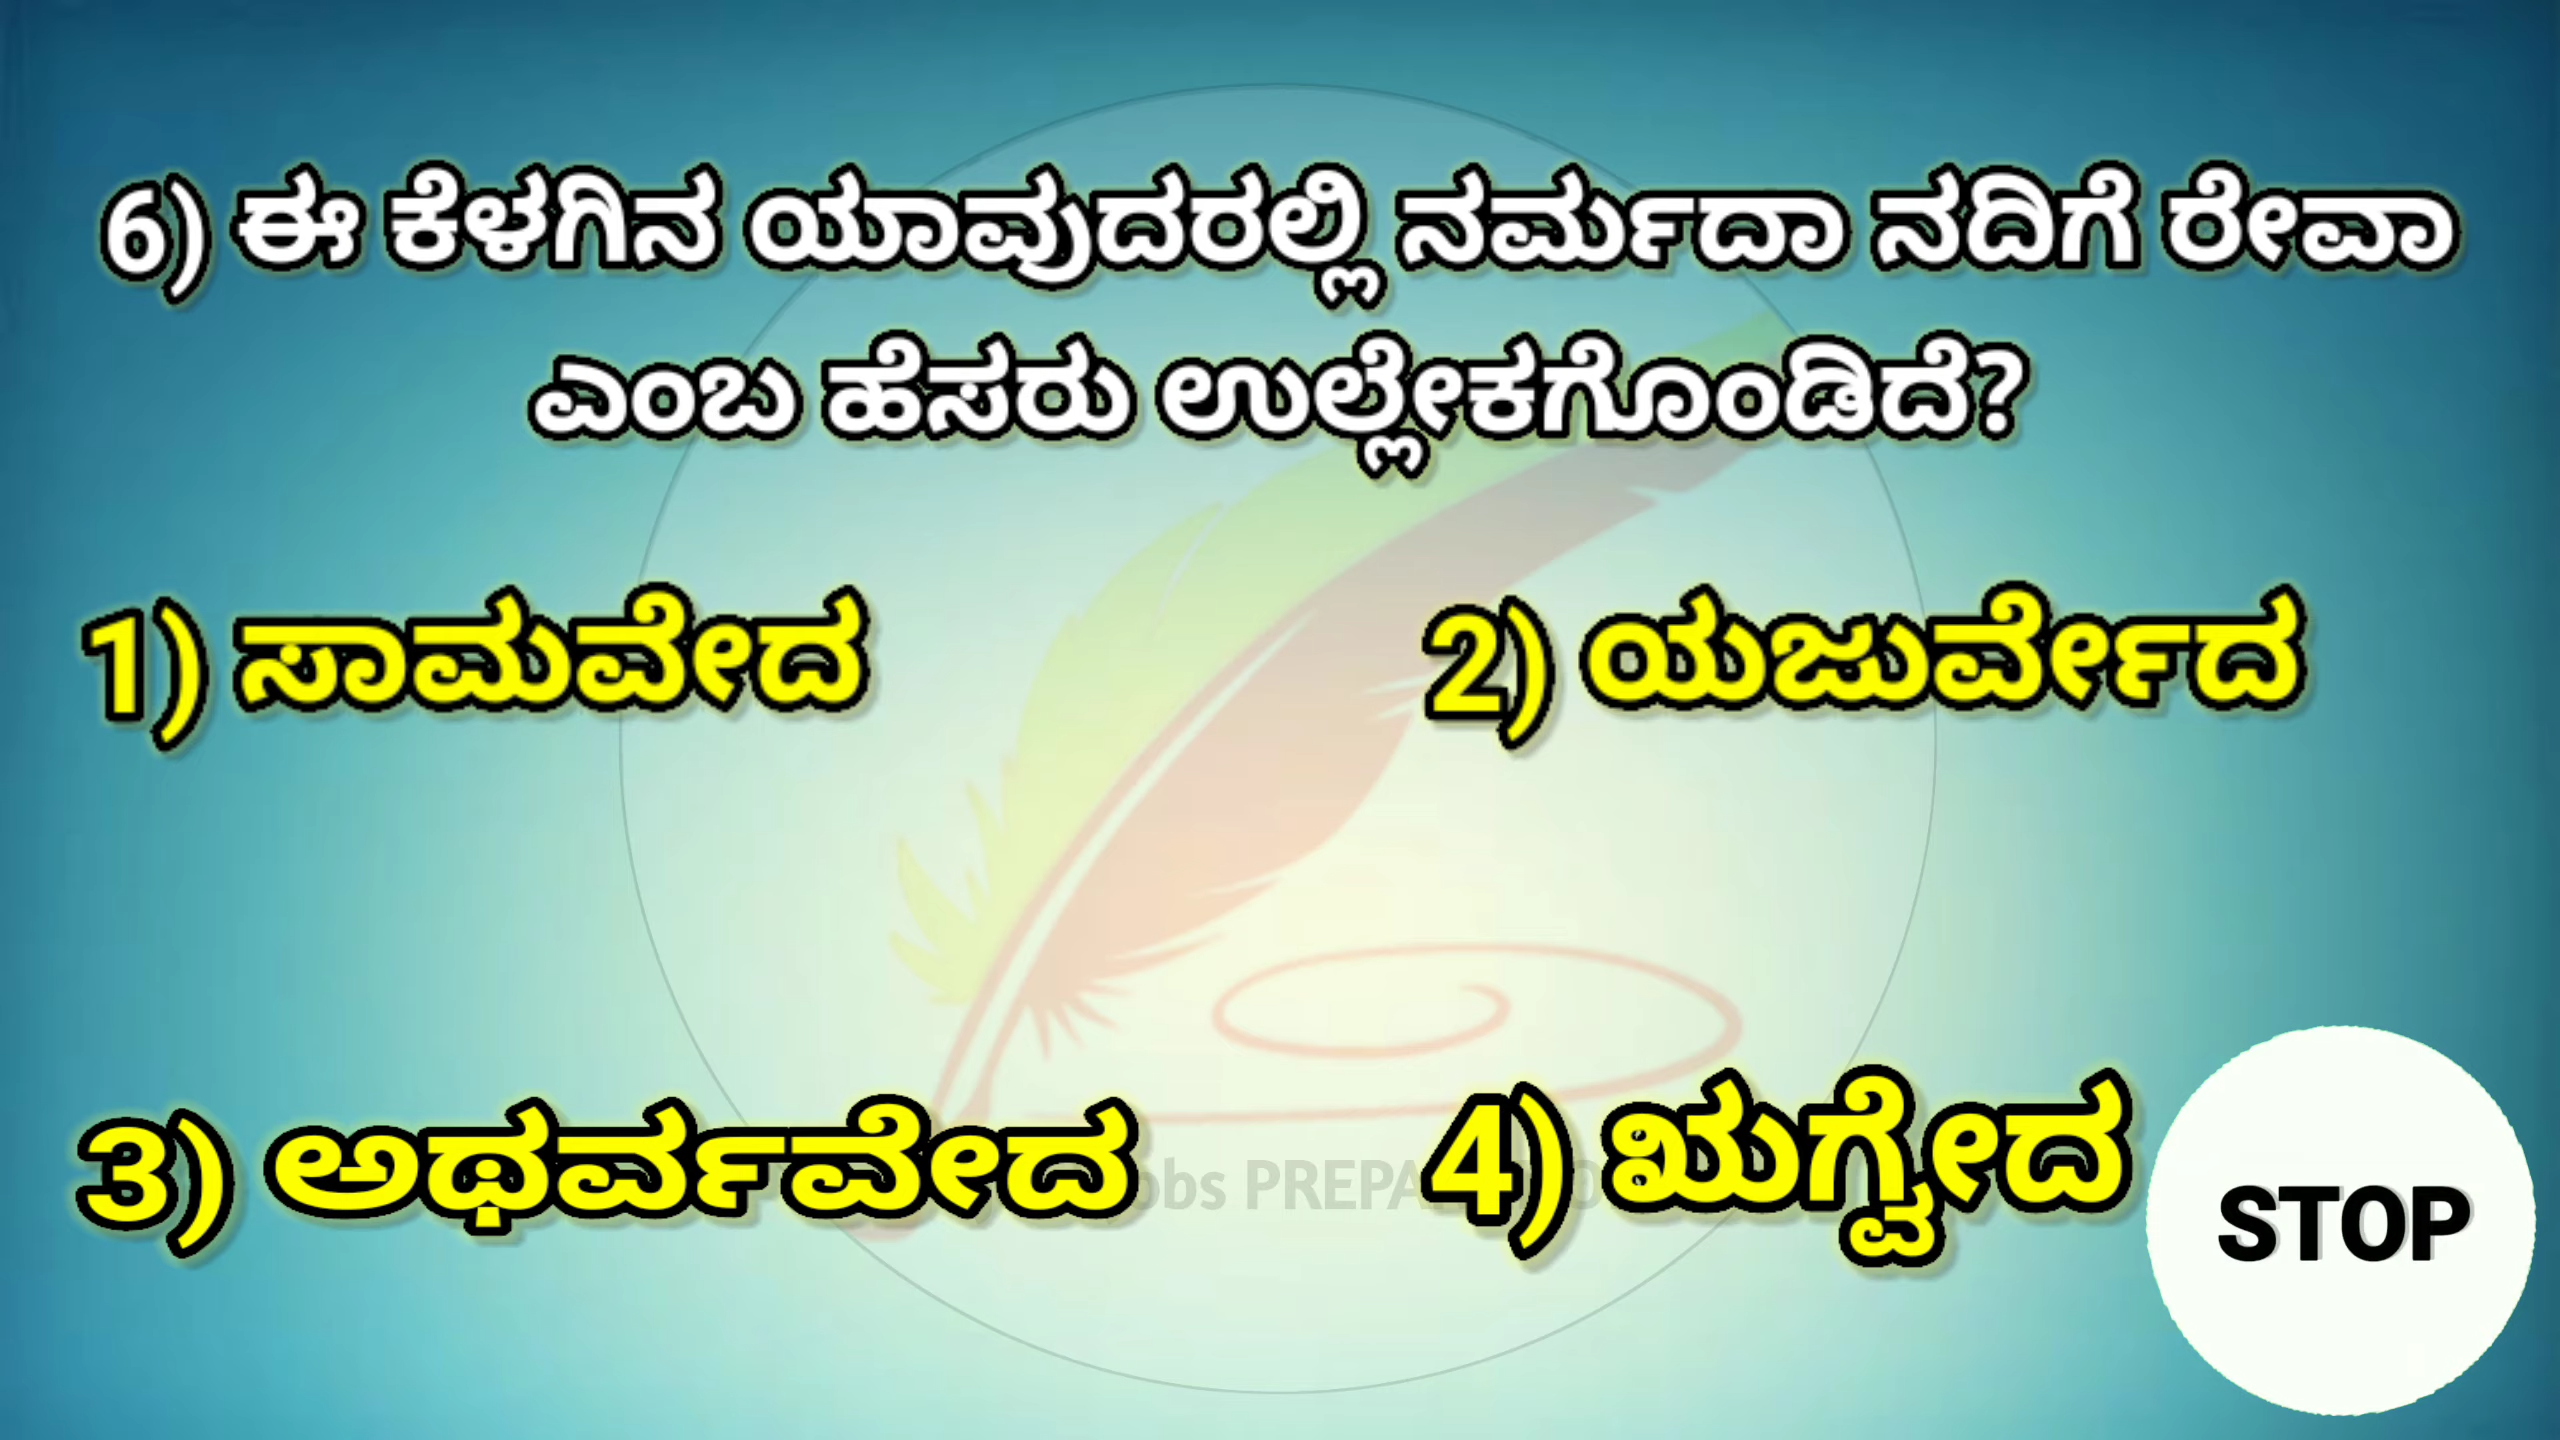 6) ಈ ಕೆಳಗಿನ ಯಾವುದರಲ್ಲಿ ನರ್ಮದಾ ನದಿಗೆ ರೇವಾ
ಎಂಬ ಹೆಸರು ಉಲ್ಲೇಕಗೊಂಡಿದೆ?
1) ಸಾಮವೇದ
2) ಯಜುರ್ವೇದ
3) ಅಥರ್ವವೇದ
4) ಋಗ್ವೇದ
STOP